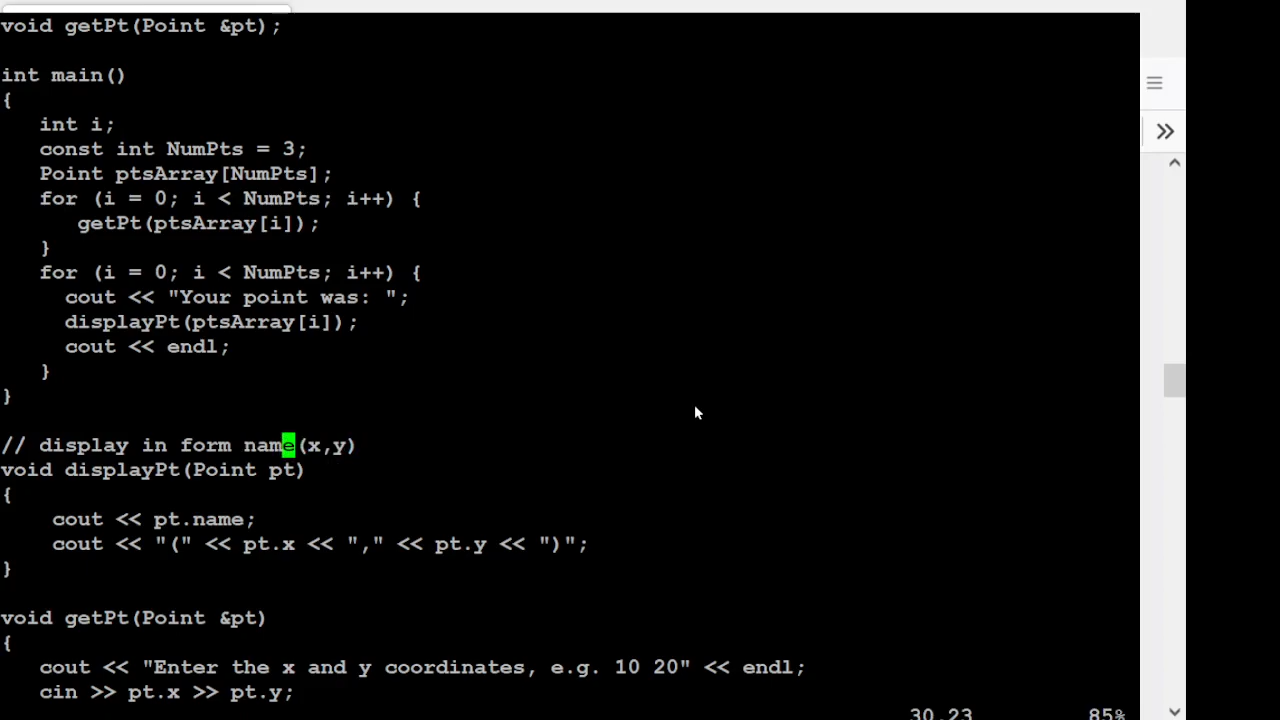 void getPt(Point &pt);
int main()
{
int i;
const int NumPts = 3;
Point ptsArray[NumPts];
for (i = 0; i < NumPts; i++) {
getPt(ptsArray[i]);
}
for (i = 0; i < NumPts; i++) {
cout << "Your point was: ";
displayPt(ptsArray[i]);
cout << endl;
}
}
// display in form name(x,y)
void displayPt(Point pt)
{
cout << pt.name;
cout << "(" << pt.x << "," << pt.y << ")";
}
void getPt(Point &pt)
{
cout << "Enter the x and y coordinates, e.g. 10 20" << endl;
cin >> pt.x >> pt.y;
30,23 85%